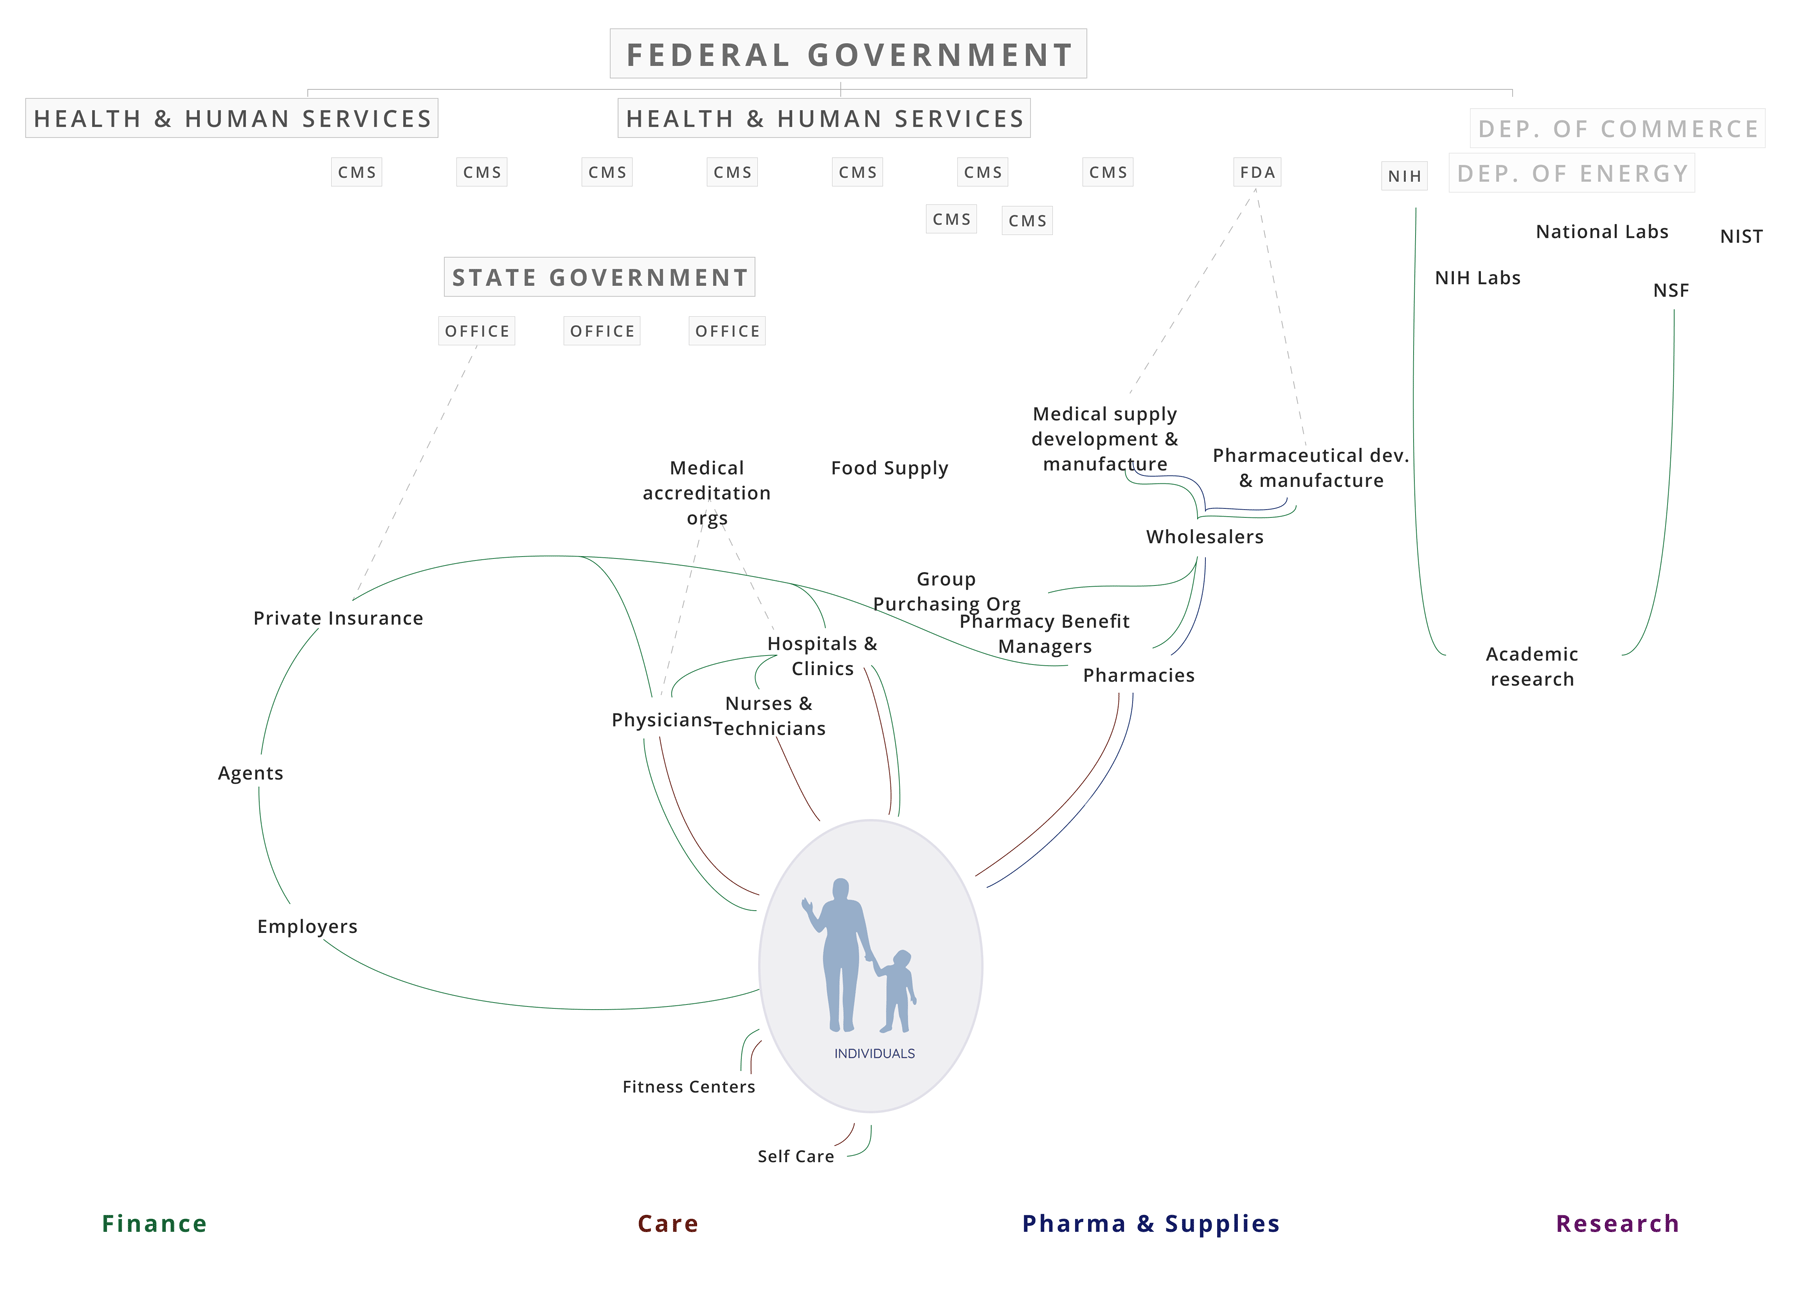 FEDERAL GOVERNMENT
HEALTH & HUMAN SERVICES
HEALTH & HUMAN SERVICES
DEP. OF COMMERCE
DEP. OF ENERGY
CMS
CMS
CMS
CMS
CMS
CMS
CMS
FDA
NIH
CMS
CMS
National Labs
NIST
NIH Labs
NSF
STATE GOVERNMENT
OFFICE
OFFICE
OFFICE
Medical supply
development &
manufacture
Pharmaceutical dev.
& manufacture
Medical
accreditation
orgs
Food Supply
Wholesalers
Group
Purchasing Org
Pharmacy Benefit
Managers
Private Insurance
Hospitals &
Clinics
Pharmacies
Academic
research
Physicians
Nurses &
Technicians
Agents
Employers
INDIVIDUALS
Fitness Centers
Self Care
Finance
Care
Pharma & Supplies
Research